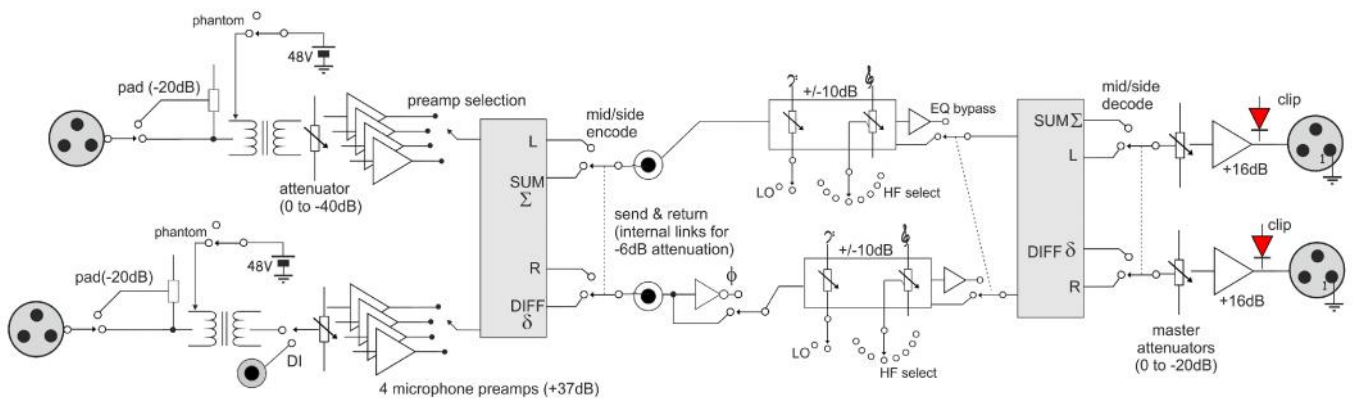 phantom
48V
pad (-20dB)
preamp selection
attenuator
(0 to -40dB)
mid/side
encode
L
SUM
Σ
R
DIFF
δ
send & return
(internal links for
-6dB attenuation)
phantom
48V
pad(-20dB)
DI
4 microphone preamps (+37dB)
+/-10dB
EQ bypass
LO
HF select
ϕ
+/-10dB
LO
HF select
mid/side
decode
SUM Σ
L
DIFF δ
R
clip
+16dB
1
clip
+16dB
1
master
attenuators
(0 to -20dB)